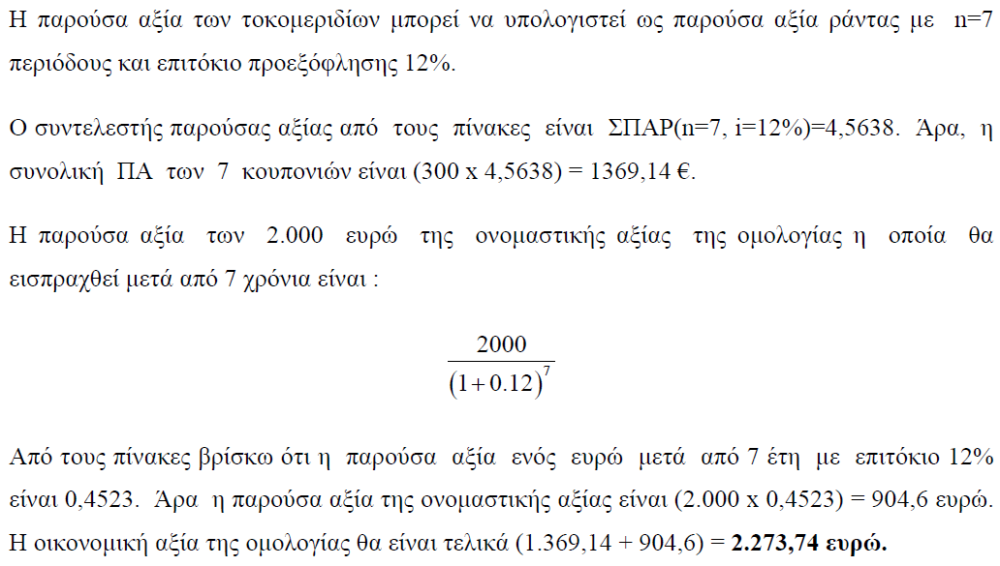 Η παρούσα αξία των τοκομεριδίων μπορεί να υπολογιστεί ως παρούσα αξία ράντας με n=7
περιόδους και επιτόκιο προεξόφλησης 12%.
Ο συντελεστής παρούσας αξίας από τους πίνακες είναι ΣΠΑΡ(n=7, i=12%)=4,5638. Άρα, η
συνολική ΠΑ των 7 κουπονιών είναι (300 x 4,5638) = 1369,14 €.
Η παρούσα αξία των 2.000 ευρώ της ονομαστικής αξίας της ομολογίας η οποία θα
εισπραχθεί μετά από 7 χρόνια είναι :
2000
(1+0.12)^7
Από τους πίνακες βρίσκω ότι η παρούσα αξία ενός ευρώ μετά από 7 έτη με επιτόκιο 12%
είναι 0,4523. Άρα η παρούσα αξία της ονομαστικής αξίας είναι (2.000 x 0,4523) = 904,6 ευρώ.
Η οικονομική αξία της ομολογίας θα είναι τελικά (1.369,14 + 904,6) = 2.273,74 ευρώ.